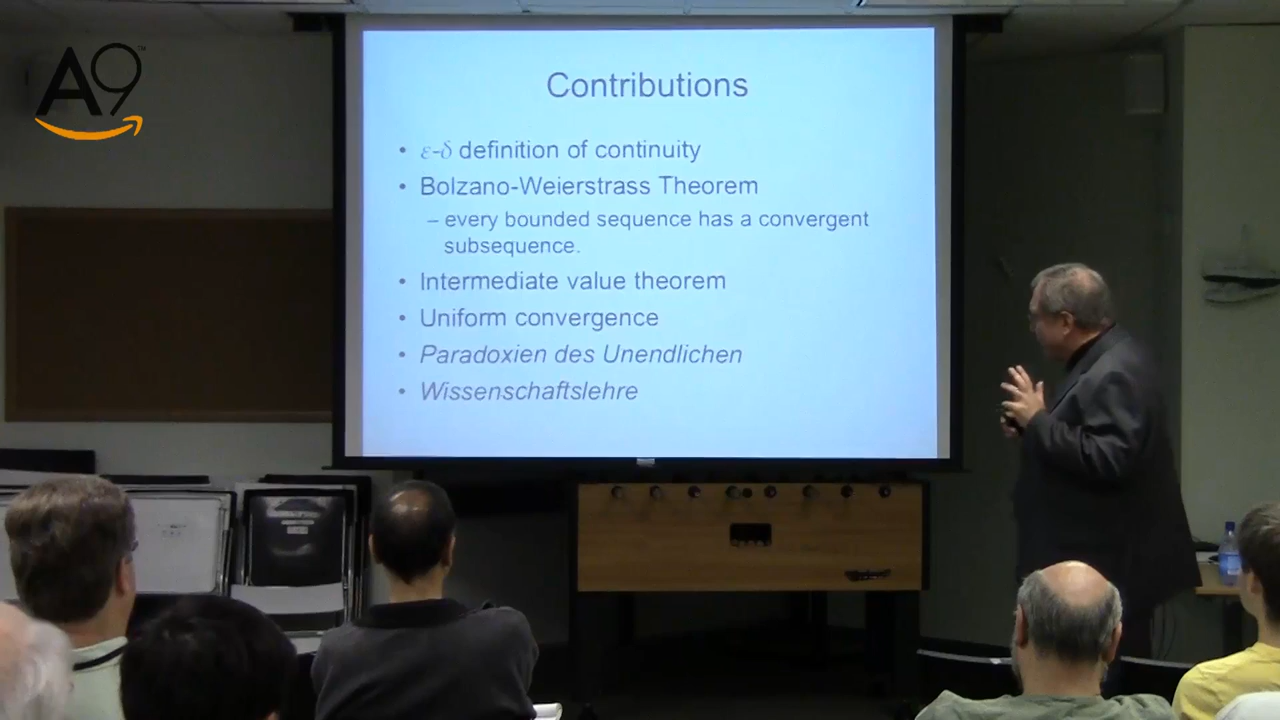 A9™
Contributions
• ε-δ definition of continuity
• Bolzano-Weierstrass Theorem
– every bounded sequence has a convergent
subsequence.
• Intermediate value theorem
• Uniform convergence
• Paradoxien des Unendlichen
• Wissenschaftslehre